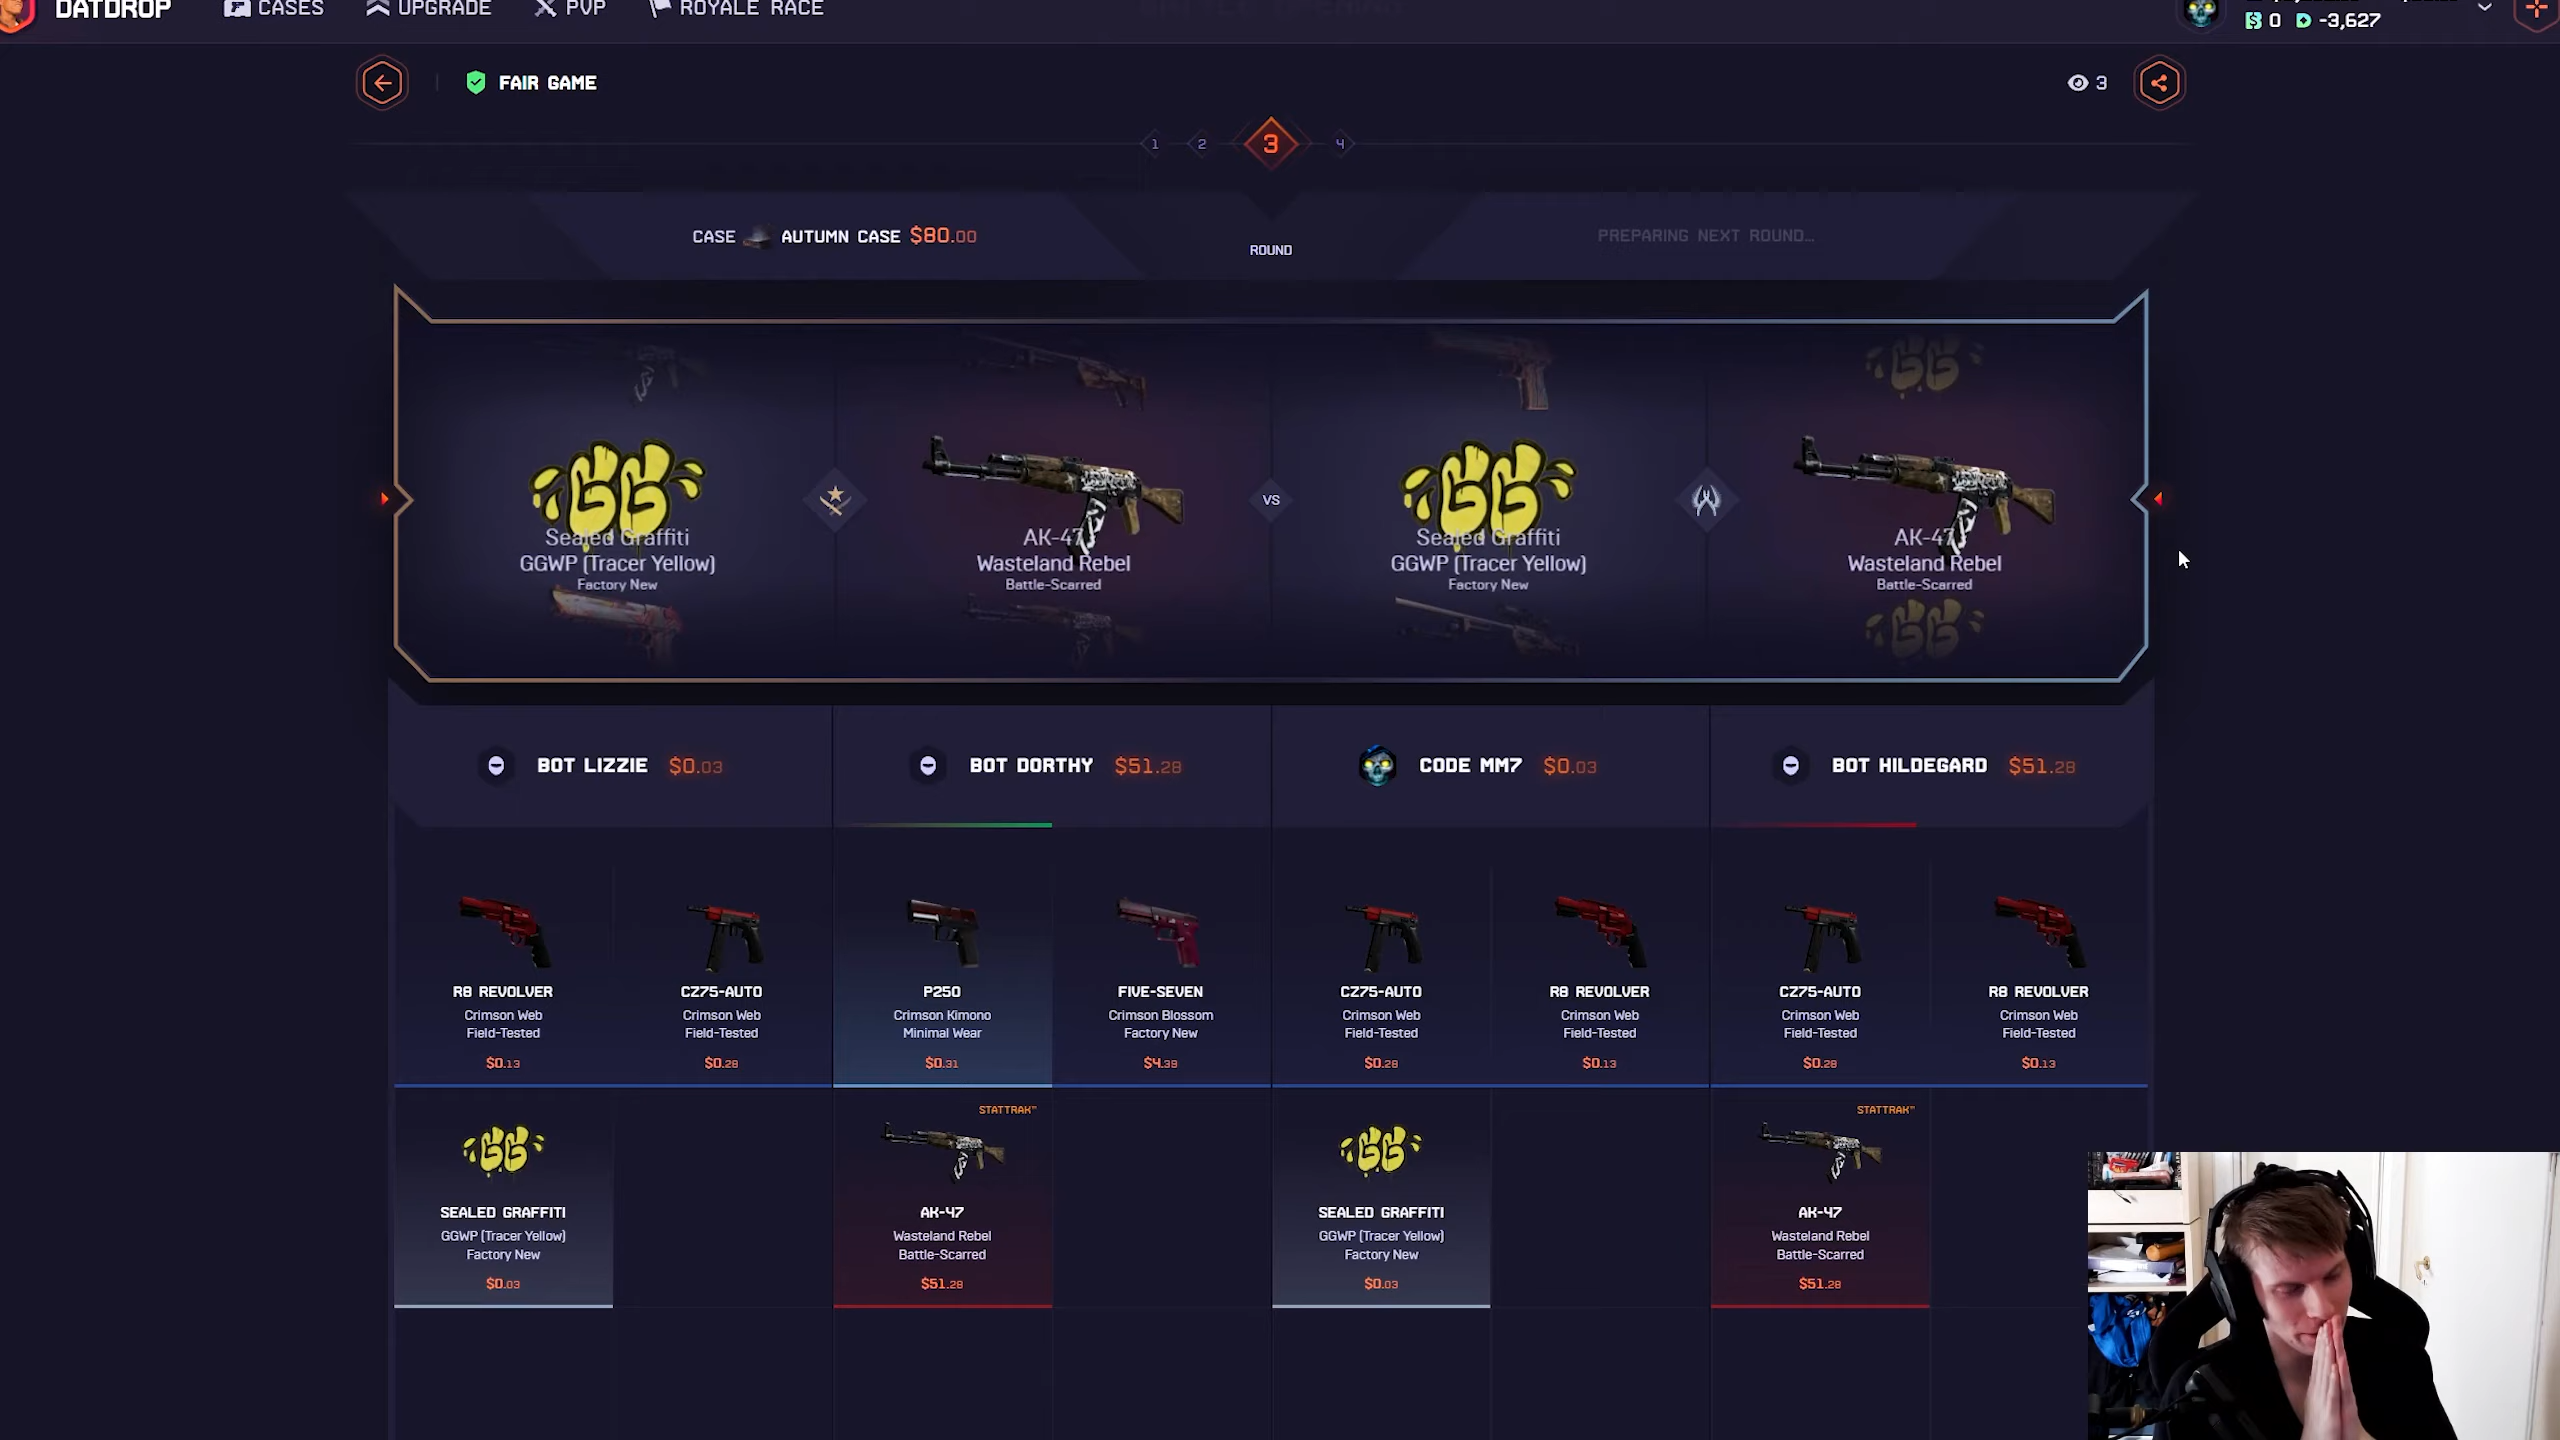 DATDROP
CASES
UPGRADE
PVP
ROYALE RACE
0 -3,627
FAIR GAME
3
1 2 3 4
CASE AUTUMN CASE $80.00
ROUND
PREPARING NEXT ROUND...
Sealed Graffiti
GGWP (Tracer Yellow)
Factory New
AK-47
Wasteland Rebel
Battle-Scarred
VS
Sealed Graffiti
GGWP (Tracer Yellow)
Factory New
AK-47
Wasteland Rebel
Battle-Scarred
BOT LIZZIE $0.03
BOT DORTHY $51.28
CODE MM7 $0.03
BOT HILDEGARD $51.28
R8 REVOLVER
Crimson Web
Field-Tested
$0.13
CZ75-AUTO
Crimson Web
Field-Tested
$0.28
P250
Crimson Kimono
Minimal Wear
$0.31
FIVE-SEVEN
Crimson Blossom
Factory New
$4.39
CZ75-AUTO
Crimson Web
Field-Tested
$0.28
R8 REVOLVER
Crimson Web
Field-Tested
$0.13
CZ75-AUTO
Crimson Web
Field-Tested
$0.28
R8 REVOLVER
Crimson Web
Field-Tested
$0.13
SEALED GRAFFITI
GGWP (Tracer Yellow)
Factory New
$0.03
STATTRAK™
AK-47
Wasteland Rebel
Battle-Scarred
$51.28
SEALED GRAFFITI
GGWP (Tracer Yellow)
Factory New
$0.03
STATTRAK™
AK-47
Wasteland Rebel
Battle-Scarred
$51.28